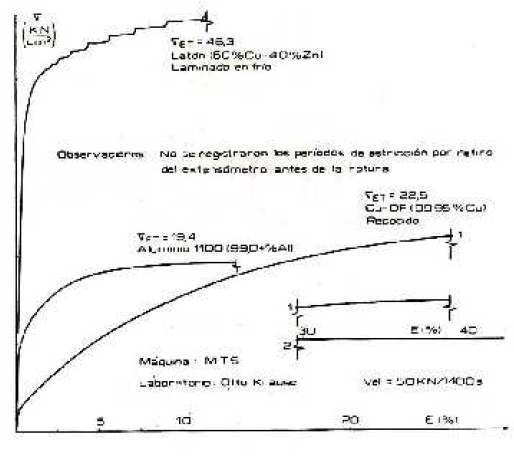 σ
(KN/cm²)
σET = 46,3
Latón (60%Cu-40%Zn)
Laminado en frío
Observaciones: No se registraron los períodos de estricción por retiro
del extensómetro antes de la rotura
σET = 22,5
Cu-OF (99.95 %Cu)
Recocido
1
σET = 19,4
Aluminio 1100 (99,0+%Al)
1
30 E(%) 40
2
Máquina: MTS
Laboratorio: Otto Krause
Vel = 50KN/1400s
5 10 20 E (%)